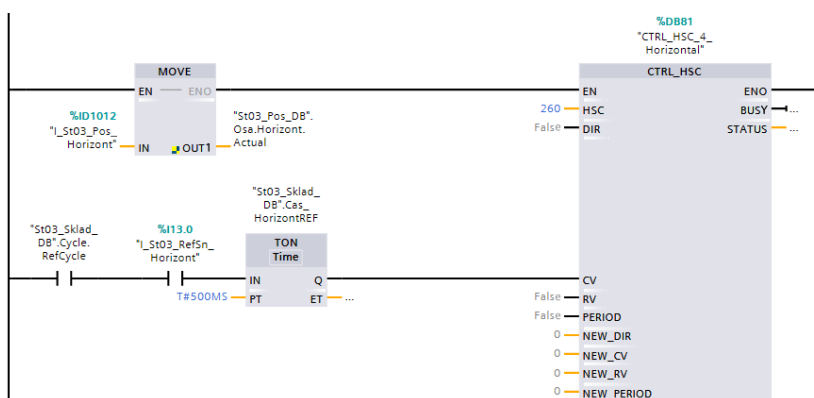 %DB81
"CTRL_HSC_4_
Horizontal"
MOVE
CTRL_HSC
EN
ENO
EN
ENO
%ID1012
"I_St03_Pos_
Horizont"
IN
OUT1
"St03_Pos_DB".
Osa.Horizont.
Actual
260
HSC
BUSY
...
False
DIR
STATUS
...
"St03_Sklad_
DB".Cas_
HorizontREF
"St03_Sklad_
DB".Cycle.
RefCycle
%I13.0
"I_St03_RefSn_
Horizont"
TON
Time
IN
Q
CV
T#500MS
PT
ET
...
False
RV
False
PERIOD
0
NEW_DIR
0
NEW_CV
0
NEW_RV
0
NEW_PERIOD